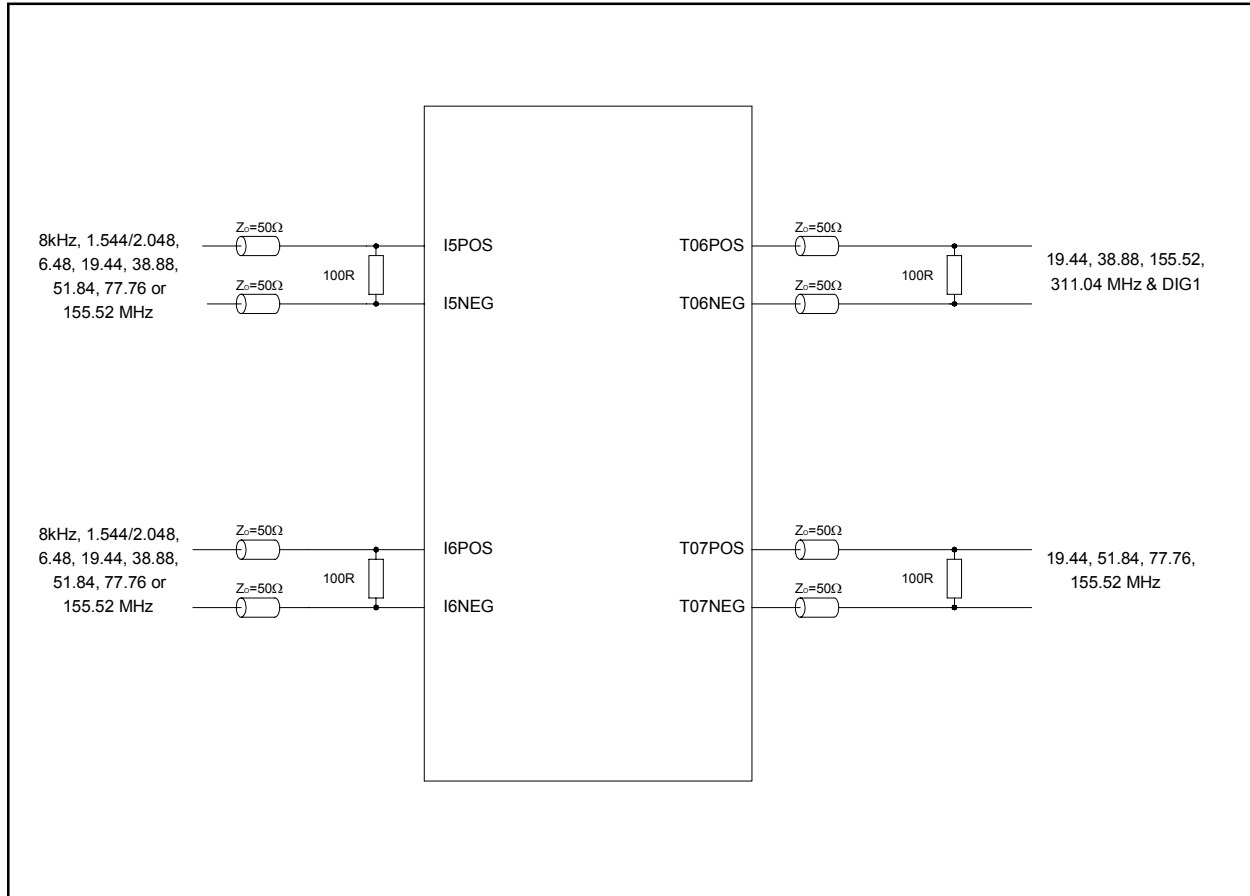 8kHz, 1.544/2.048,
6.48, 19.44, 38.88,
51.84, 77.76 or
155.52 MHz
Zo=50Ω
Zo=50Ω
100R
I5POS
I5NEG
T06POS
T06NEG
Zo=50Ω
Zo=50Ω
100R
19.44, 38.88, 155.52,
311.04 MHz & DIG1
8kHz, 1.544/2.048,
6.48, 19.44, 38.88,
51.84, 77.76 or
155.52 MHz
Zo=50Ω
Zo=50Ω
100R
I6POS
I6NEG
T07POS
T07NEG
Zo=50Ω
Zo=50Ω
100R
19.44, 51.84, 77.76,
155.52 MHz